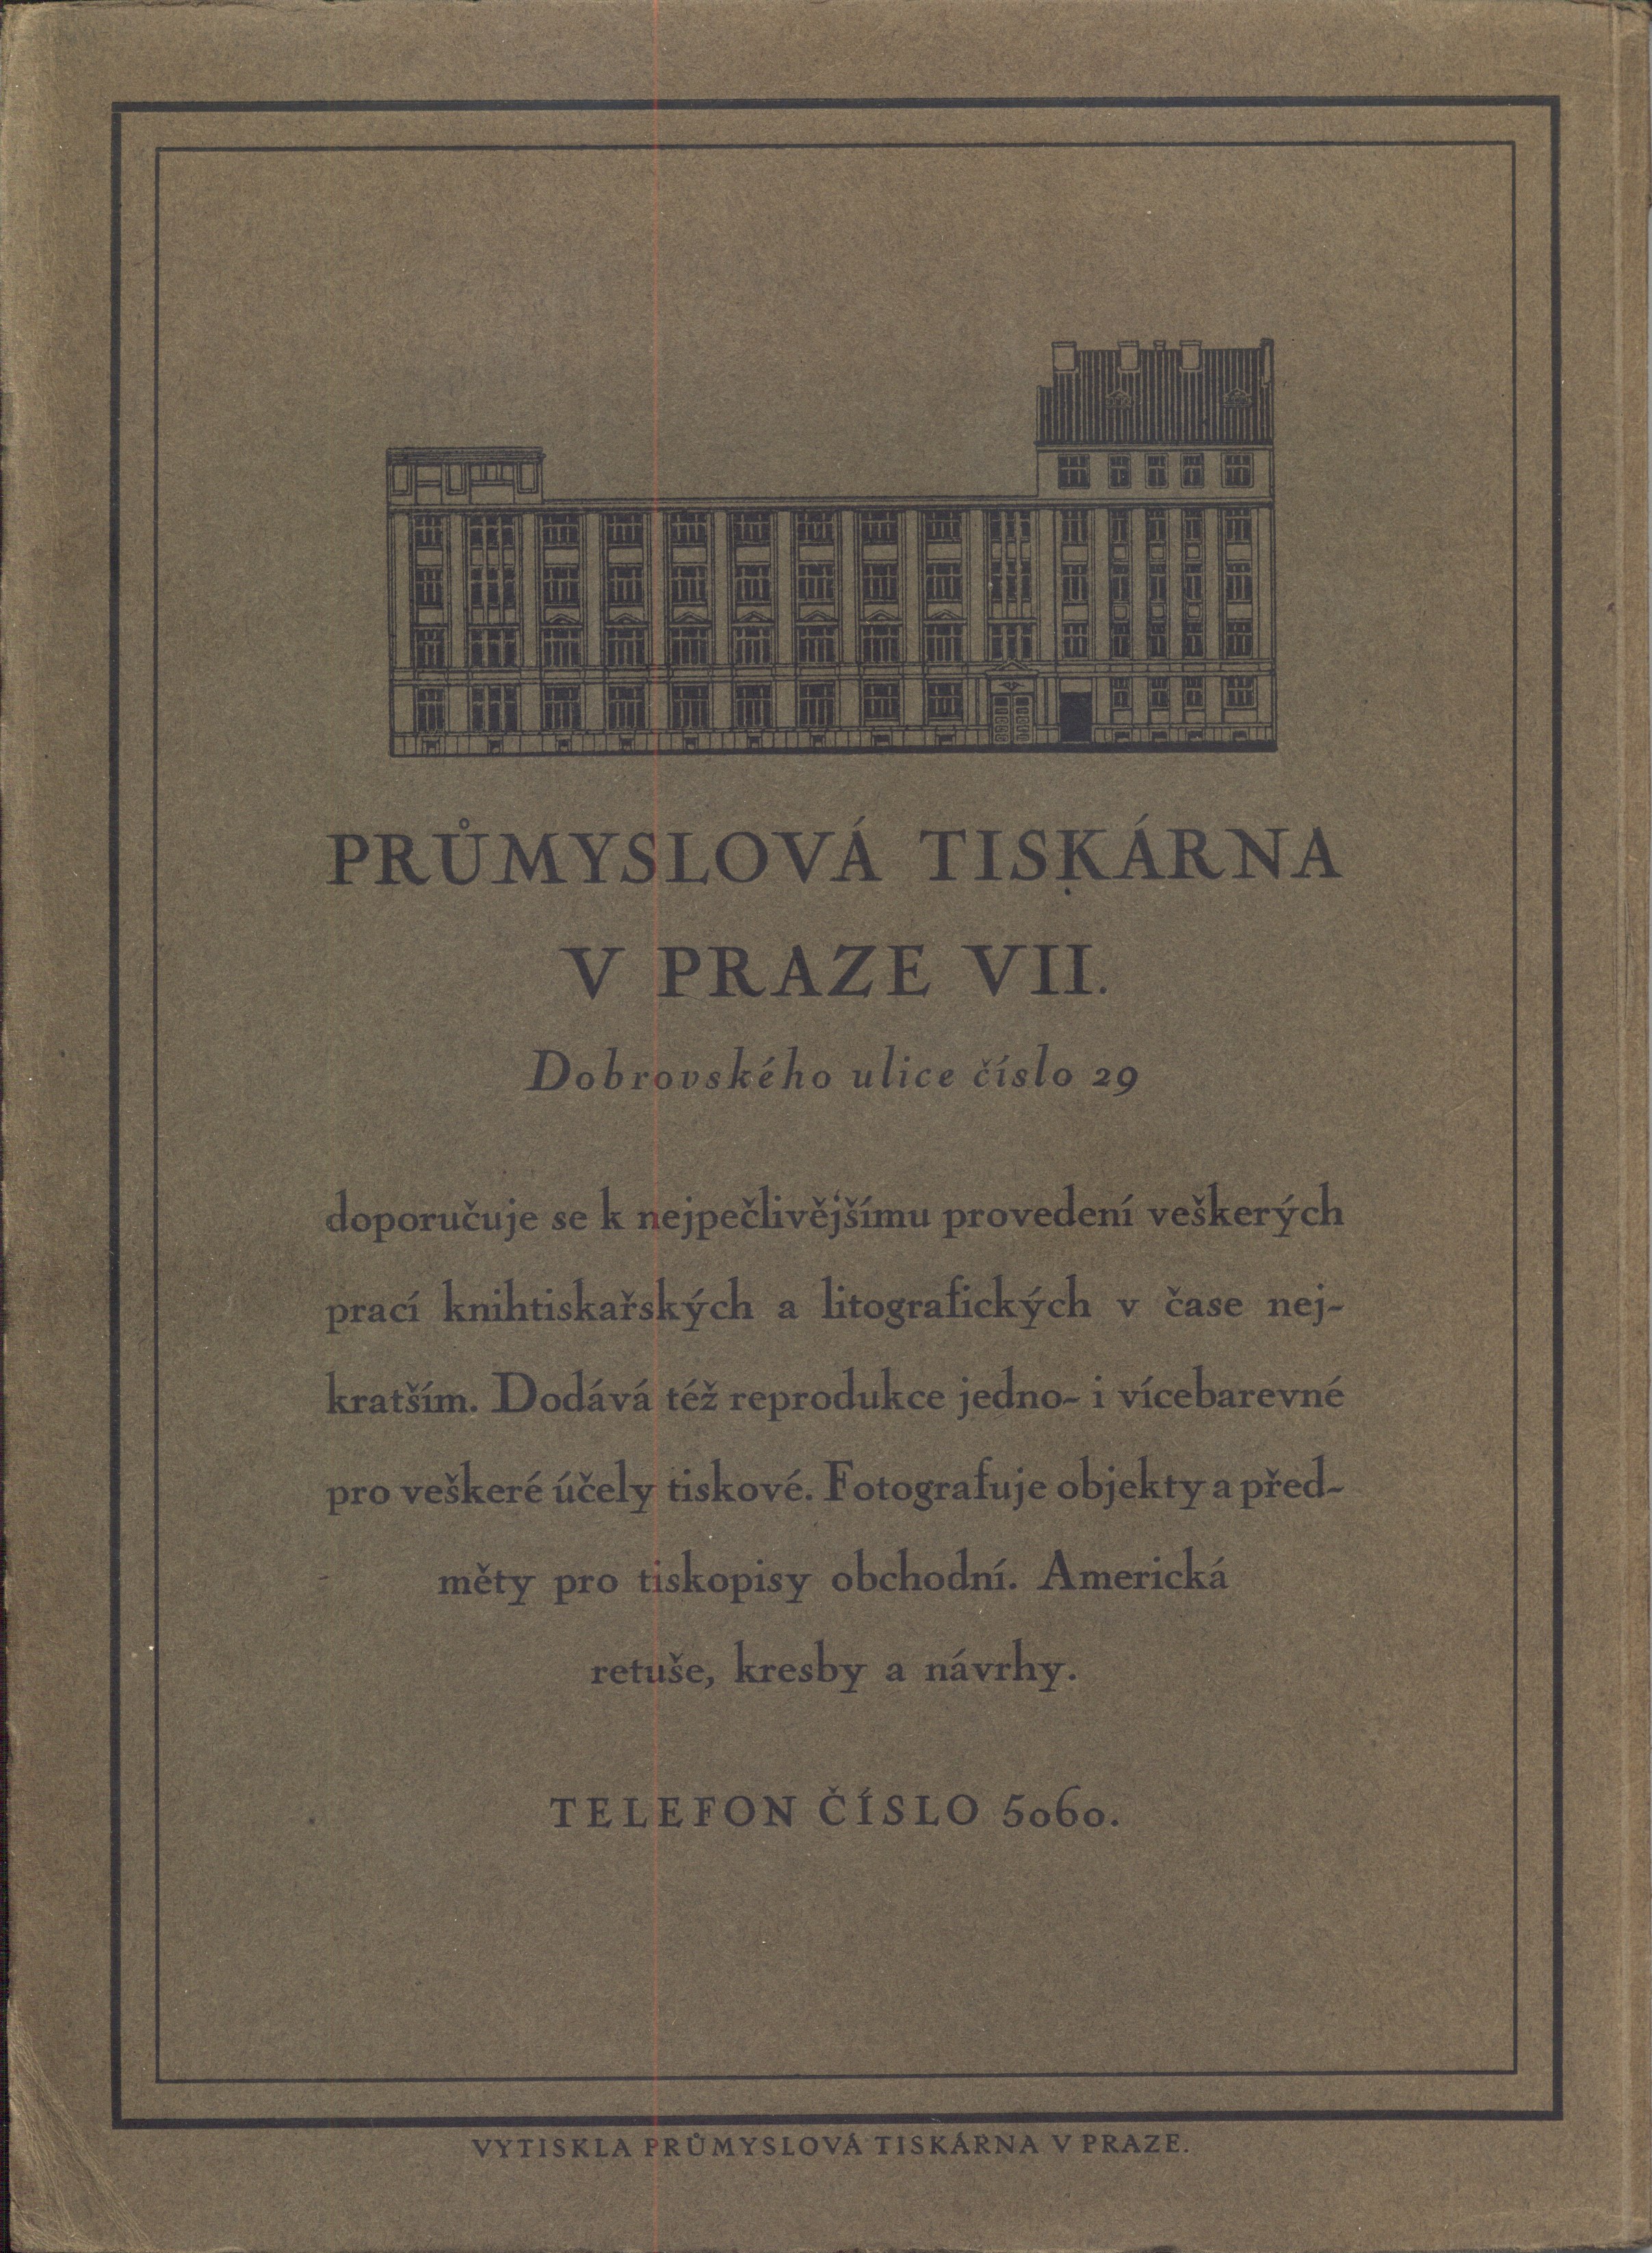 PRŮMYSLOVÁ TISKÁRNA
V PRAZE VII.
Dobrovského ulice číslo 29
doporučuje se k nejpečlivějšímu provedení veškerých
prací knihtiskařských a litografických v čase nej-
kratším. Dodává též reprodukce jedno- i vícebarevné
pro veškeré účely tiskové. Fotografuje objekty a před-
měty pro tiskopisy obchodní. Americká
retuše, kresby a návrhy.
TELEFON ČÍSLO 5060.
VYTISKLA PRŮMYSLOVÁ TISKÁRNA V PRAZE.